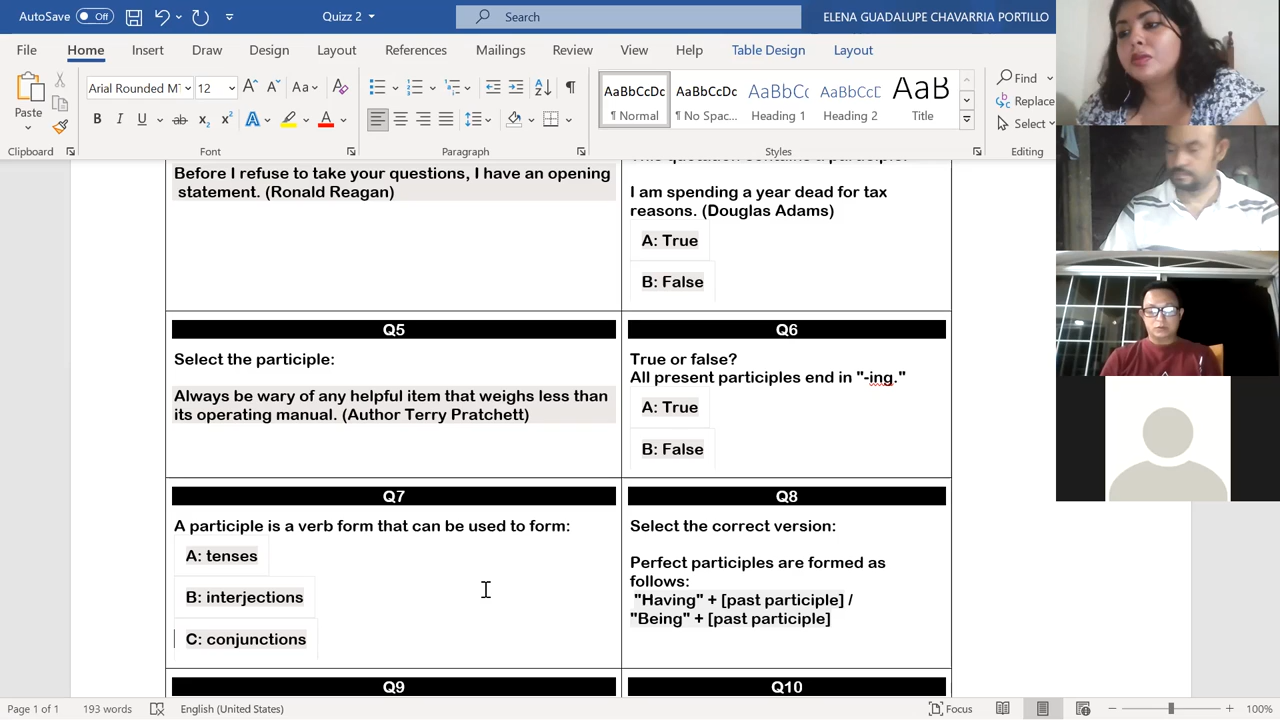 AutoSave Off Quizz 2 Search ELENA GUADALUPE CHAVARRIA PORTILLO
File Home Insert Draw Design Layout References Mailings Review View Help Table Design Layout
Paste
Arial Rounded M 12
Find
Replace
Select
AaBbCcDc AaBbCcDc AaBbCc AaBbCcD AaB
¶ Normal ¶ No Spac... Heading 1 Heading 2 Title
Clipboard Font Paragraph Styles Editing
Before I refuse to take your questions, I have an opening
statement. (Ronald Reagan)
This quotation contains a participle.
I am spending a year dead for tax
reasons. (Douglas Adams)
A: True
B: False
Q5
Select the participle:
Always be wary of any helpful item that weighs less than
its operating manual. (Author Terry Pratchett)
Q6
True or false?
All present participles end in "-ing."
A: True
B: False
Q7
A participle is a verb form that can be used to form:
A: tenses
B: interjections
C: conjunctions
Q8
Select the correct version:
Perfect participles are formed as
follows:
"Having" + [past participle] /
"Being" + [past participle]
Q9
Q10
Page 1 of 1 193 words English (United States) Focus 100%